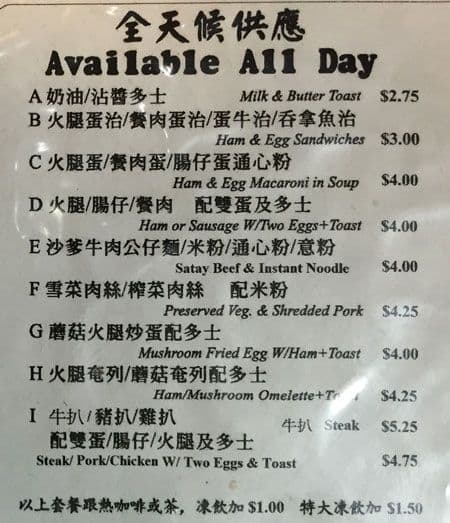 全天候供應
Available All Day
A 奶油/沾醬多士 Milk & Butter Toast $2.75
B 火腿蛋治/餐肉蛋治/蛋牛治/吞拿魚治
Ham & Egg Sandwiches $3.00
C 火腿蛋/餐肉蛋/腸仔蛋通心粉
Ham & Egg Macaroni in Soup $4.00
D 火腿/腸仔/餐肉 配雙蛋及多士
Ham or Sausage W/Two Eggs+Toast $4.00
E 沙爹牛肉公仔麵/米粉/通心粉/意粉
Satay Beef & Instant Noodle $4.00
F 雪菜肉絲/榨菜肉絲 配米粉
Preserved Veg. & Shredded Pork $4.25
G 蘑菇火腿炒蛋配多士
Mushroom Fried Egg W/Ham+Toast $4.00
H 火腿奄列/蘑菇奄列配多士
Ham/Mushroom Omelette+Toast $4.25
I 牛扒/豬扒/雞扒 牛扒 Steak $5.25
配雙蛋/腸仔/火腿及多士
Steak/ Pork/Chicken W/ Two Eggs & Toast $4.75
以上套餐跟熱咖啡或茶，凍飲加 $1.00 特大凍飲加 $1.50